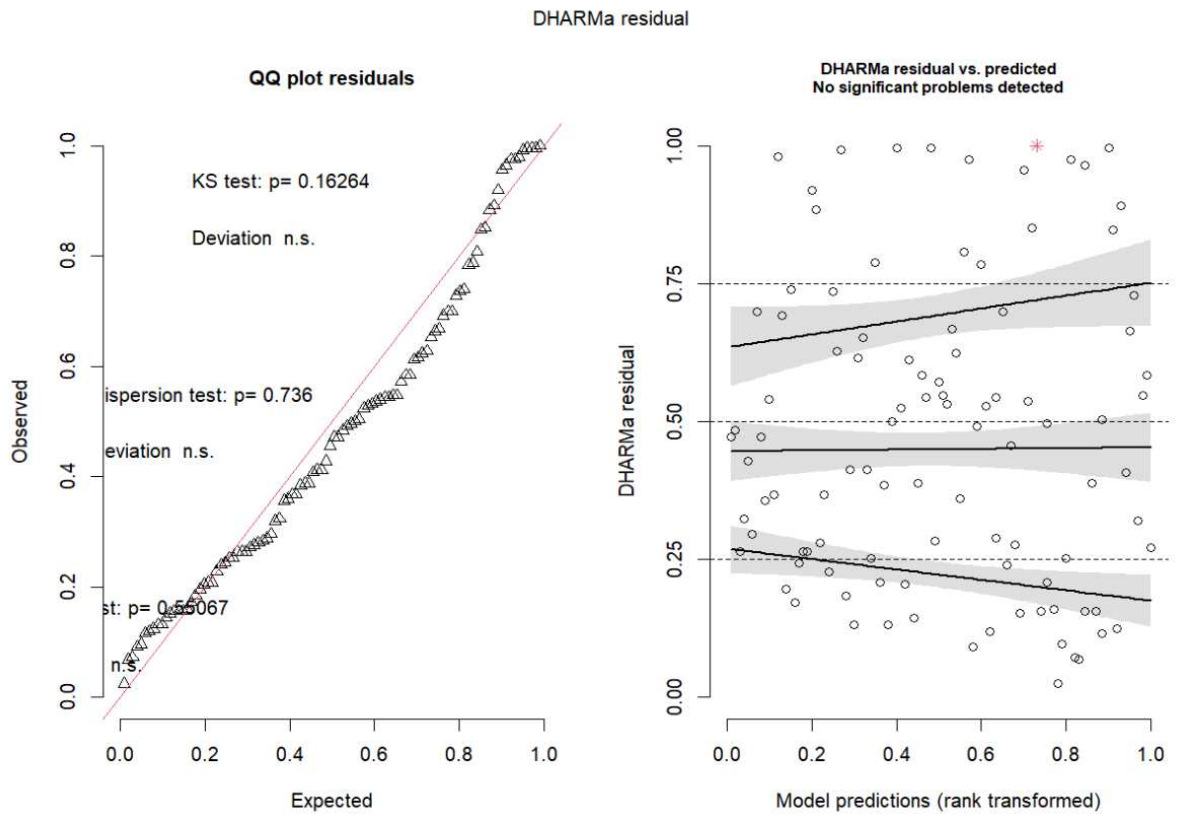 DHARMa residual
QQ plot residuals
KS test: p= 0.16264
Deviation n.s.
ispersion test: p= 0.736
eviation n.s.
st: p= 0.55067
n.s.
Observed
0.0 0.2 0.4 0.6 0.8 1.0
0.0 0.2 0.4 0.6 0.8 1.0
Expected
DHARMa residual vs. predicted
No significant problems detected
DHARMa residual
0.00 0.25 0.50 0.75 1.00
0.0 0.2 0.4 0.6 0.8 1.0
Model predictions (rank transformed)